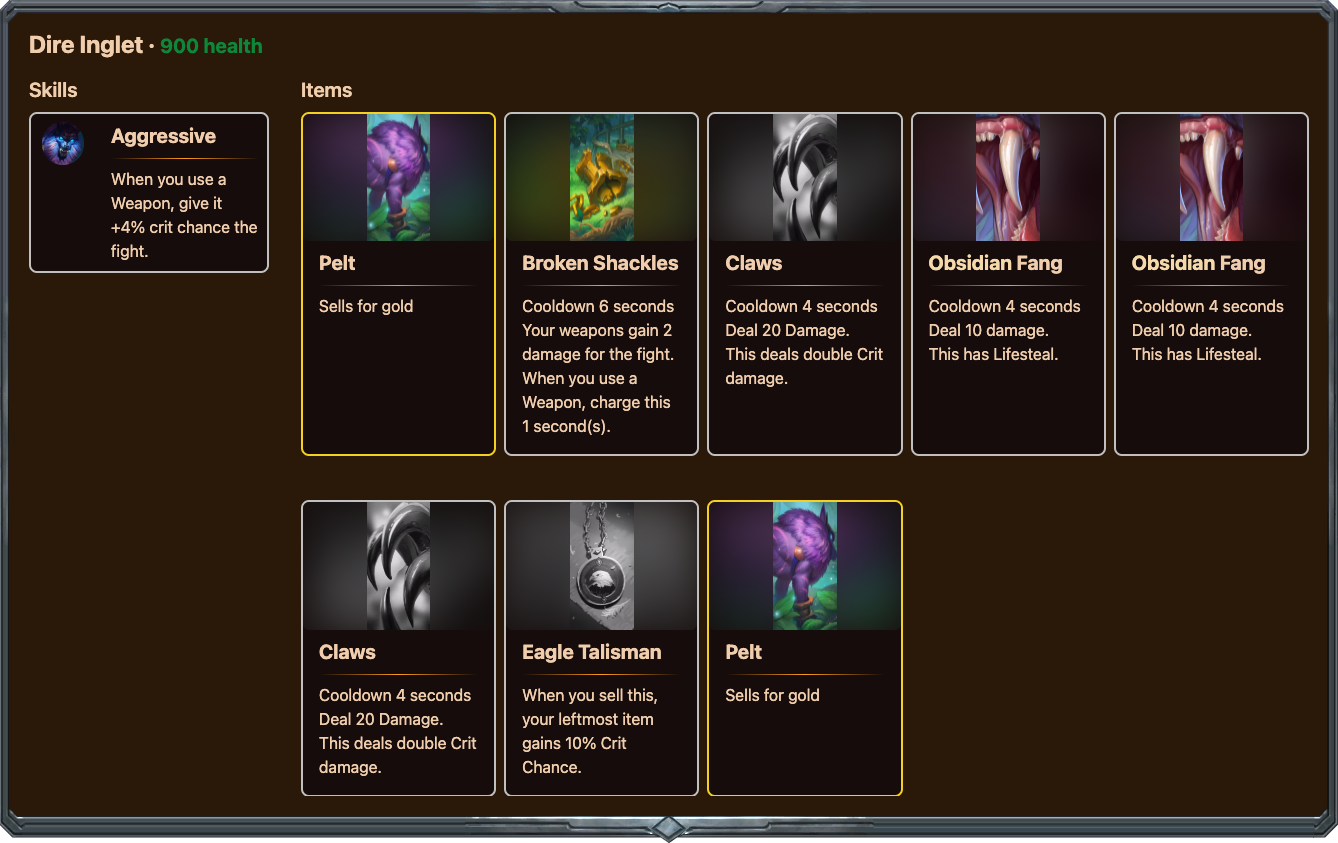 Dire Inglet · 900 health
Skills
Aggressive
When you use a
Weapon, give it
+4% crit chance the
fight.
Items
Pelt
Sells for gold
Broken Shackles
Cooldown 6 seconds
Your weapons gain 2
damage for the fight.
When you use a
Weapon, charge this
1 second(s).
Claws
Cooldown 4 seconds
Deal 20 Damage.
This deals double Crit
damage.
Obsidian Fang
Cooldown 4 seconds
Deal 10 damage.
This has Lifesteal.
Obsidian Fang
Cooldown 4 seconds
Deal 10 damage.
This has Lifesteal.
Claws
Cooldown 4 seconds
Deal 20 Damage.
This deals double Crit
damage.
Eagle Talisman
When you sell this,
your leftmost item
gains 10% Crit
Chance.
Pelt
Sells for gold